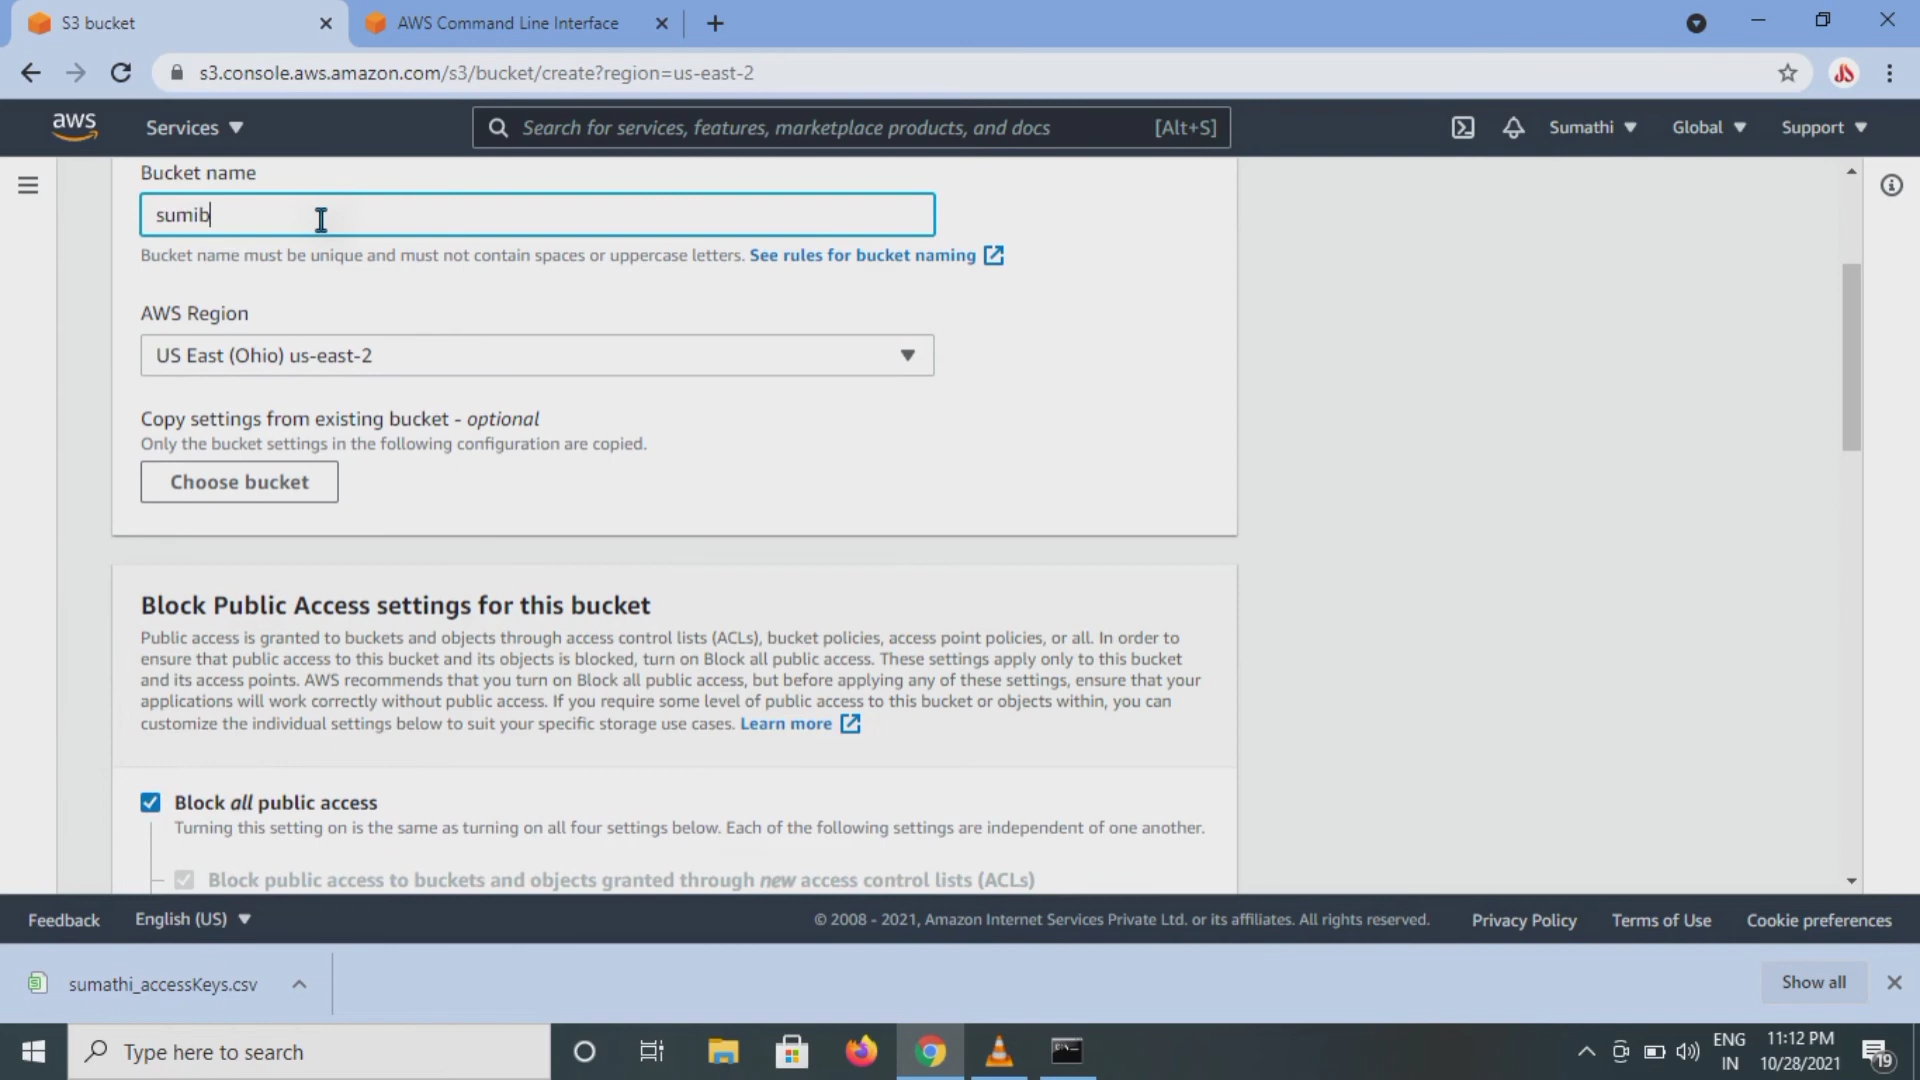 S3 bucket
AWS Command Line Interface
s3.console.aws.amazon.com/s3/bucket/create?region=us-east-2
aws
Services
Search for services, features, marketplace products, and docs
[Alt+S]
Sumathi
Global
Support
Bucket name
sumib
Bucket name must be unique and must not contain spaces or uppercase letters. See rules for bucket naming
AWS Region
US East (Ohio) us-east-2
Copy settings from existing bucket - optional
Only the bucket settings in the following configuration are copied.
Choose bucket
Block Public Access settings for this bucket
Public access is granted to buckets and objects through access control lists (ACLs), bucket policies, access point policies, or all. In order to
ensure that public access to this bucket and its objects is blocked, turn on Block all public access. These settings apply only to this bucket
and its access points. AWS recommends that you turn on Block all public access, but before applying any of these settings, ensure that your
applications will work correctly without public access. If you require some level of public access to this bucket or objects within, you can
customize the individual settings below to suit your specific storage use cases. Learn more
Block all public access
Turning this setting on is the same as turning on all four settings below. Each of the following settings are independent of one another.
Block public access to buckets and objects granted through new access control lists (ACLs)
Feedback
English (US)
© 2008 - 2021, Amazon Internet Services Private Ltd. or its affiliates. All rights reserved.
Privacy Policy
Terms of Use
Cookie preferences
sumathi_accessKeys.csv
Show all
Type here to search
ENG
IN
11:12 PM
10/28/2021
19